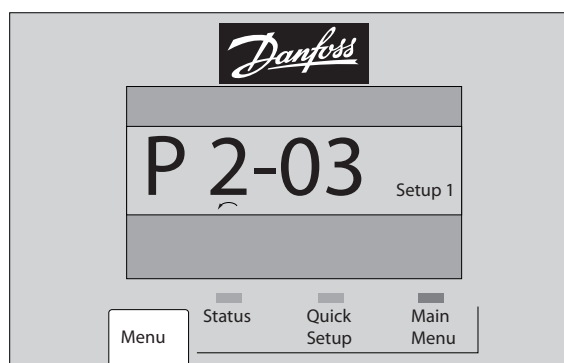 Danfoss
P 2-03
Setup 1
Menu
Status
Quick
Setup
Main
Menu